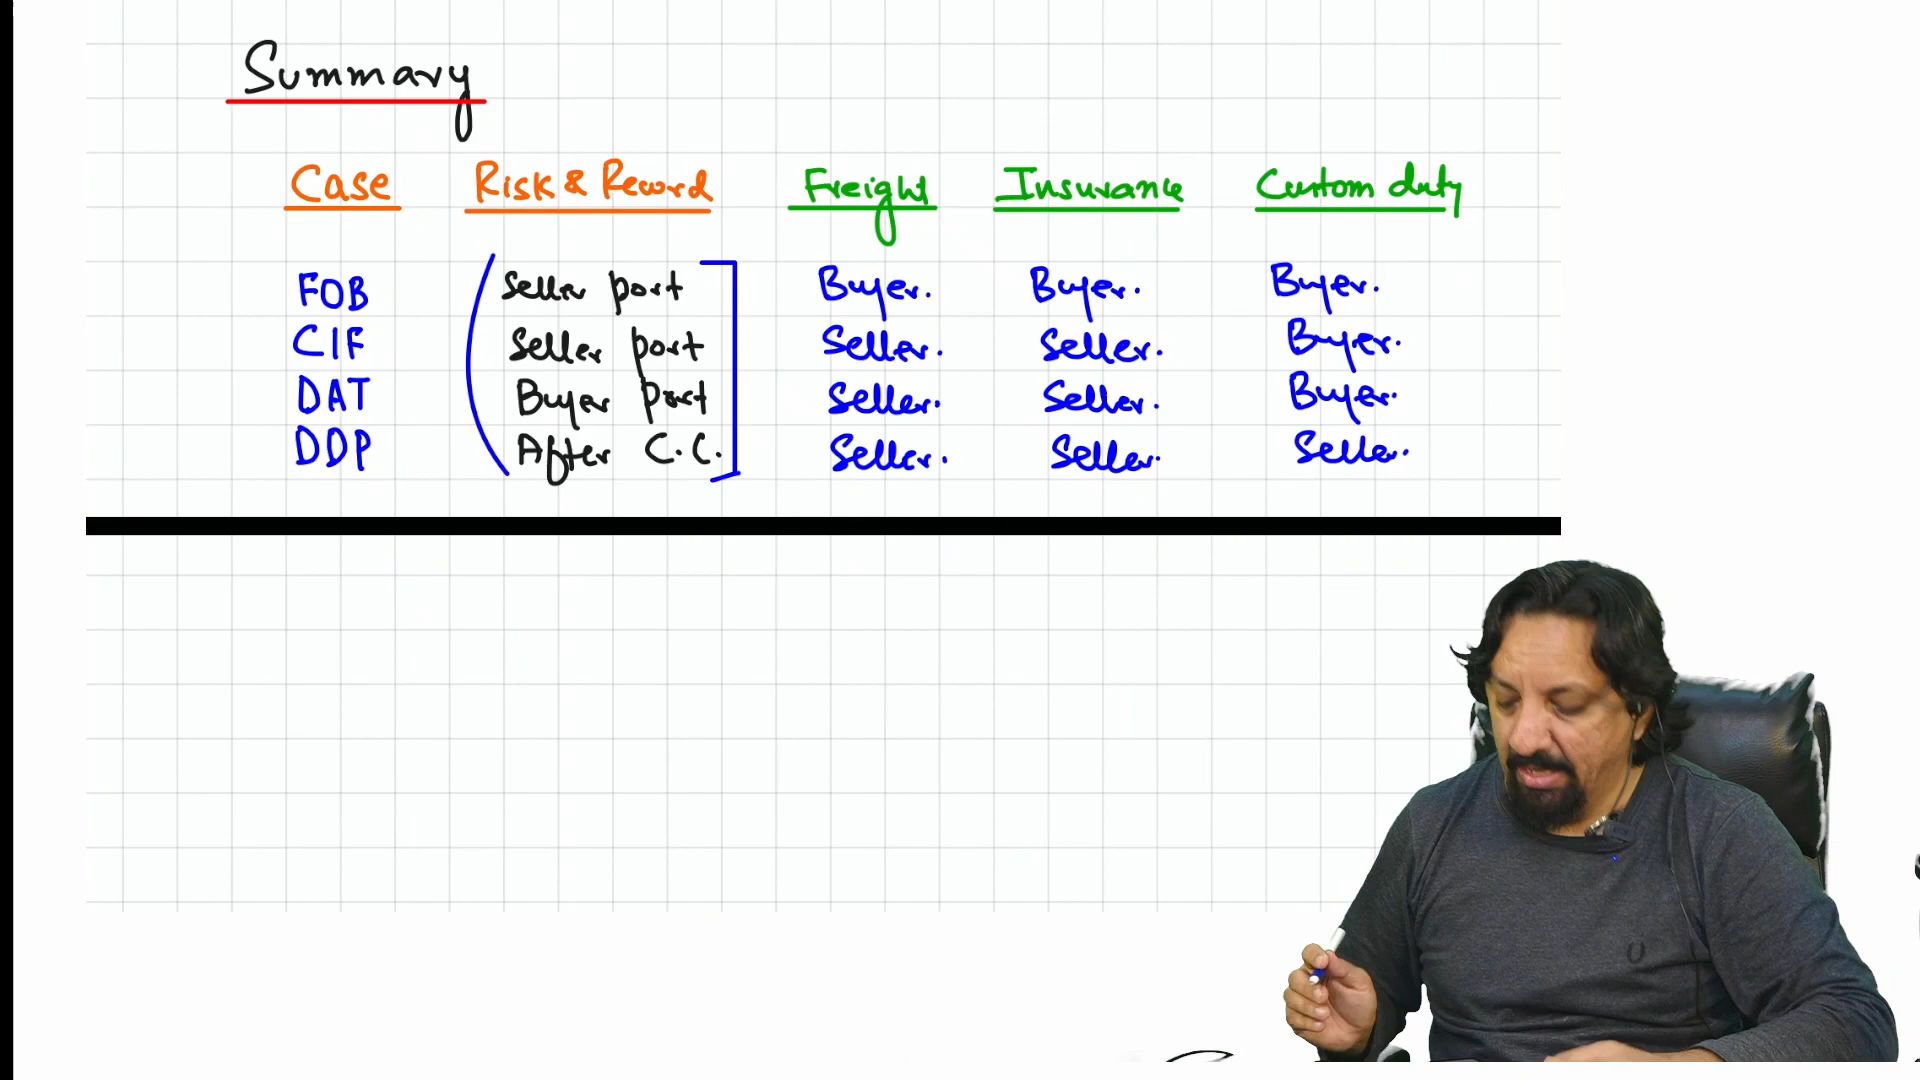 Summary
Case Risk & Record Freight Insurance Custom duty
FOB Seller port Buyer. Buyer. Buyer.
CIF Seller port Seller. Seller. Buyer.
DAT Buyer Port Seller. Seller. Buyer.
DDP After C.C. Seller. Seller. Seller.